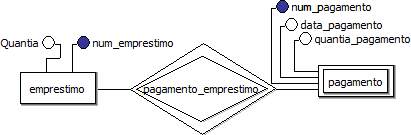 num_pagamento
data_pagamento
quantia_pagamento
Quantia
num_emprestimo
emprestimo
pagamento_emprestimo
pagamento